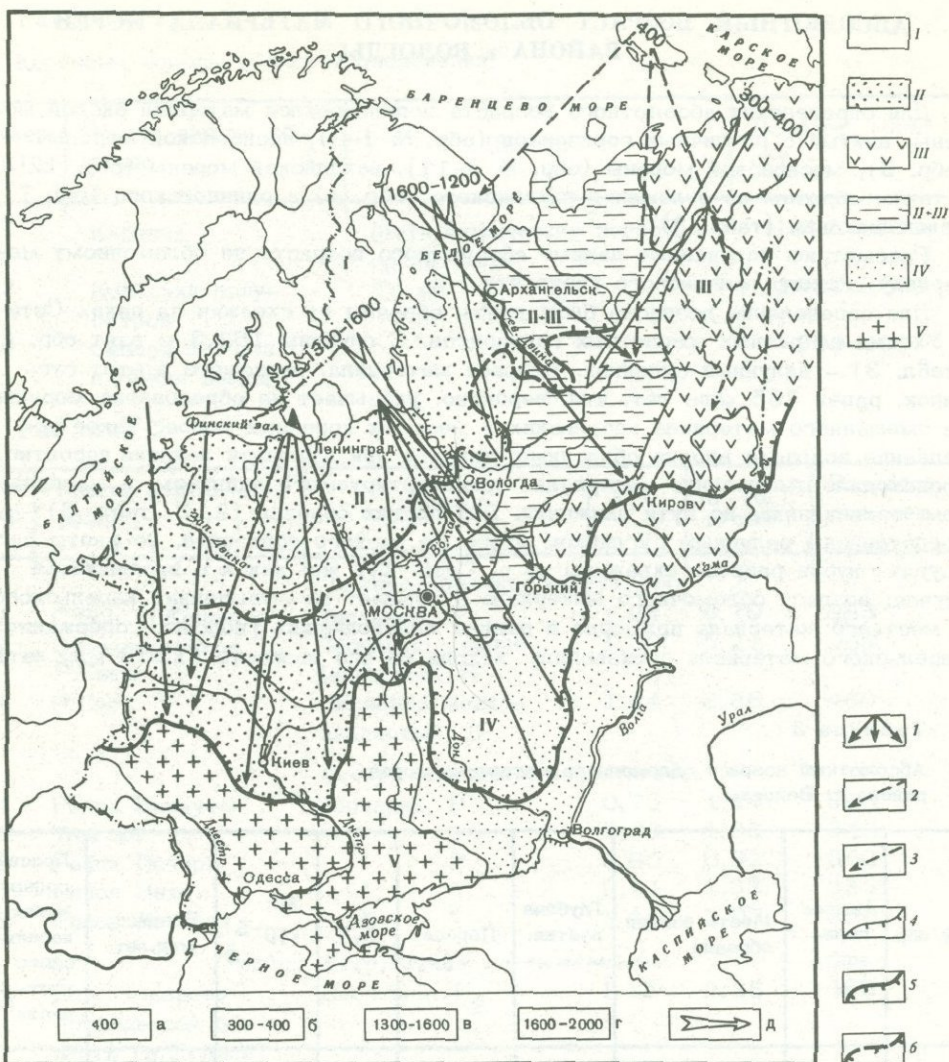 КАРСКОЕ
МОРЕ
400
БАРЕНЦЕВО МОРЕ
300-400
1600-1200
БЕЛОЕ МОРЕ
Архангельск
Сев. Двина
I
II-III
III
V
1300-1600
БАЛТИЙСКОЕ
МОРЕ
Финский зал.
Ленинград
II
Вологда
Киров
Зап. Двина
Волга
МОСКВА
Горький
Кама
IV
Дон
Волга
Урал
Киев
Днестр
Днепр
V
Волгоград
Одесса
Азовское
море
ЧЕРНОЕ
МОРЕ
КАСПИЙСКОЕ
МОРЕ
400 а
300-400 б
1300-1600 в
1600-2000 г
д
I
II
III
II-III
IV
V
1
2
3
4
5
6